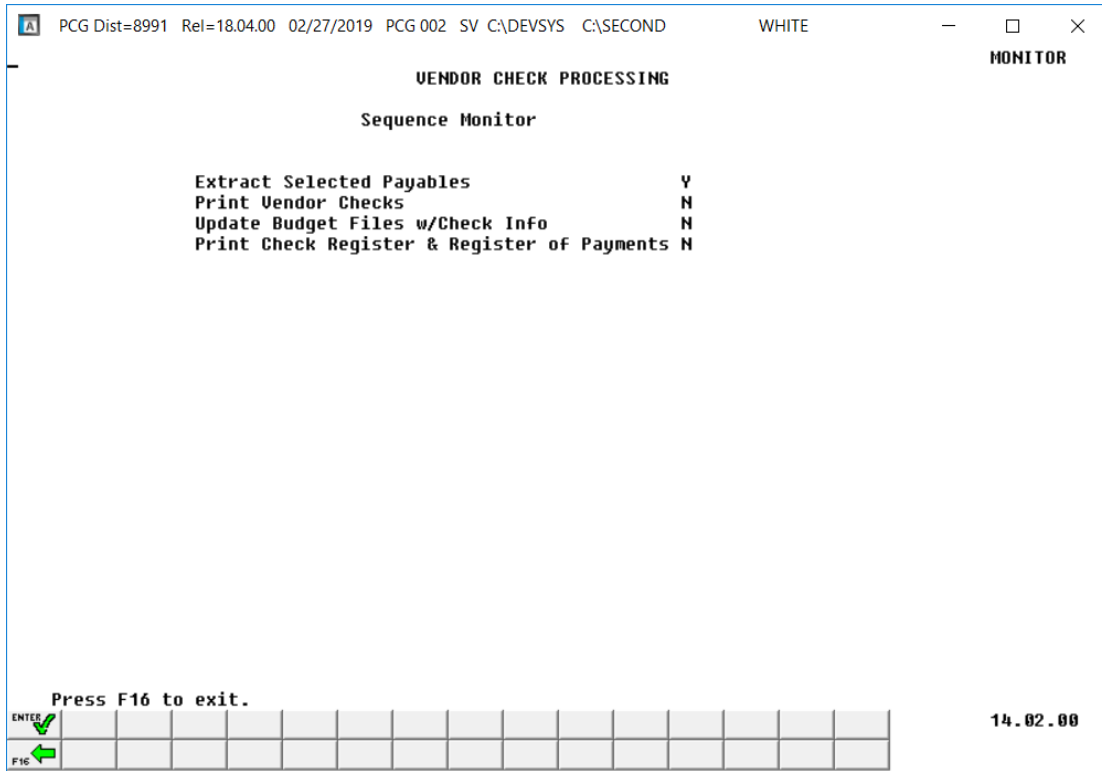 A PCG Dist=8991 Rel=18.04.00 02/27/2019 PCG 002 SV C:\DEVSYS C:\SECOND WHITE
MONITOR
VENDOR CHECK PROCESSING
Sequence Monitor
Extract Selected Payables Y
Print Vendor Checks N
Update Budget Files w/Check Info N
Print Check Register & Register of Payments N
Press F16 to exit.
ENTER
14.02.00
F16